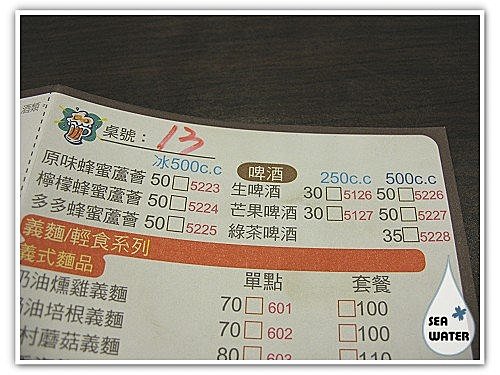 酒類
桌號： 13
冰500c.c 啤酒 250c.c 500c.c
原味蜂蜜蘆薈 50□5223 生啤酒 30□5126 50□5226
檸檬蜂蜜蘆薈 50□5224 芒果啤酒 30□5127 50□5227
多多蜂蜜蘆薈 50□5225 綠茶啤酒 35□5228
義麵/輕食系列
義式麵品 單點 套餐
奶油燻雞義麵 70□601 □100
奶油培根義麵 70□602 □100
村蘑菇義麵 80□603 □110
SEA WATER